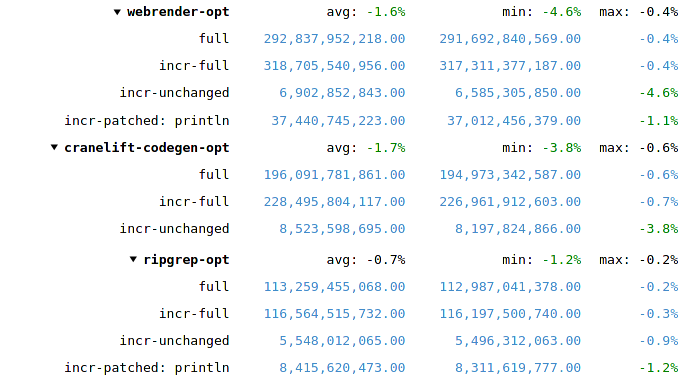 ▼ webrender-opt avg: -1.6% min: -4.6% max: -0.4%
full 292,837,952,218.00 291,692,840,569.00 -0.4%
incr-full 318,705,540,956.00 317,311,377,187.00 -0.4%
incr-unchanged 6,902,852,843.00 6,585,305,850.00 -4.6%
incr-patched: println 37,440,745,223.00 37,012,456,379.00 -1.1%
▼ cranelift-codegen-opt avg: -1.7% min: -3.8% max: -0.6%
full 196,091,781,861.00 194,973,342,587.00 -0.6%
incr-full 228,495,804,117.00 226,961,912,603.00 -0.7%
incr-unchanged 8,523,598,695.00 8,197,824,866.00 -3.8%
▼ ripgrep-opt avg: -0.7% min: -1.2% max: -0.2%
full 113,259,455,068.00 112,987,041,378.00 -0.2%
incr-full 116,564,515,732.00 116,197,500,740.00 -0.3%
incr-unchanged 5,548,012,065.00 5,496,312,063.00 -0.9%
incr-patched: println 8,415,620,473.00 8,311,619,777.00 -1.2%